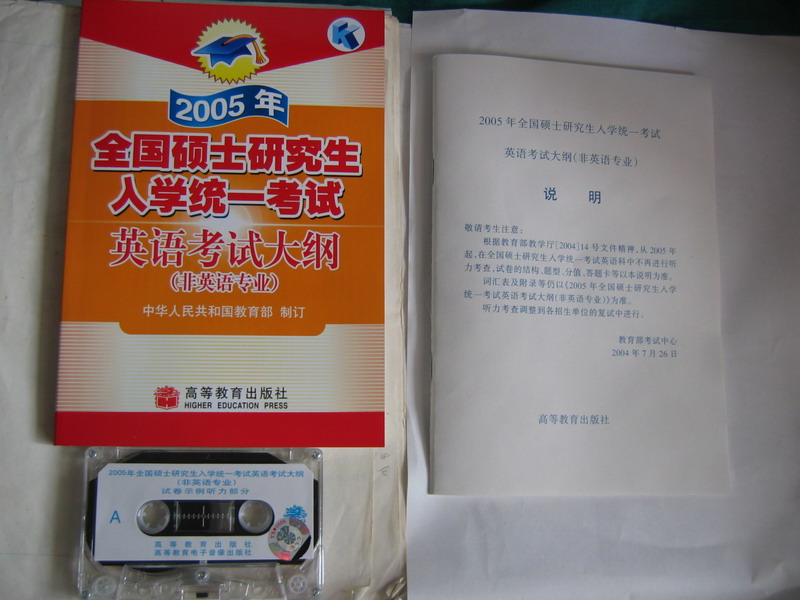 2005年
全国硕士研究生
入学统一考试
英语考试大纲
(非英语专业)
中华人民共和国教育部 制订
高等教育出版社
HIGHER EDUCATION PRESS
2005年全国硕士研究生入学统一考试英语考试大纲
(非英语专业)
试卷示例听力部分
A
高等教育出版社
高等教育电子音像出版社
2005年全国硕士研究生入学统一考试
英语考试大纲(非英语专业)
说 明
敬请考生注意:
根据教育部教学厅[2004]14号文件精神,从2005年
起,在全国硕士研究生入学统一考试英语科中不再进行听
力考查,试卷的结构、题型、分值、答题卡等以本说明为准。
词汇表及附录等仍以《2005年全国硕士研究生入学
统一考试英语考试大纲(非英语专业)》为准。
听力考查调整到各招生单位的复试中进行。
教育部考试中心
2004年7月26日
高等教育出版社